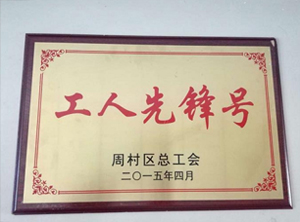 工人先锋号
周村区总工会
二〇一五年四月